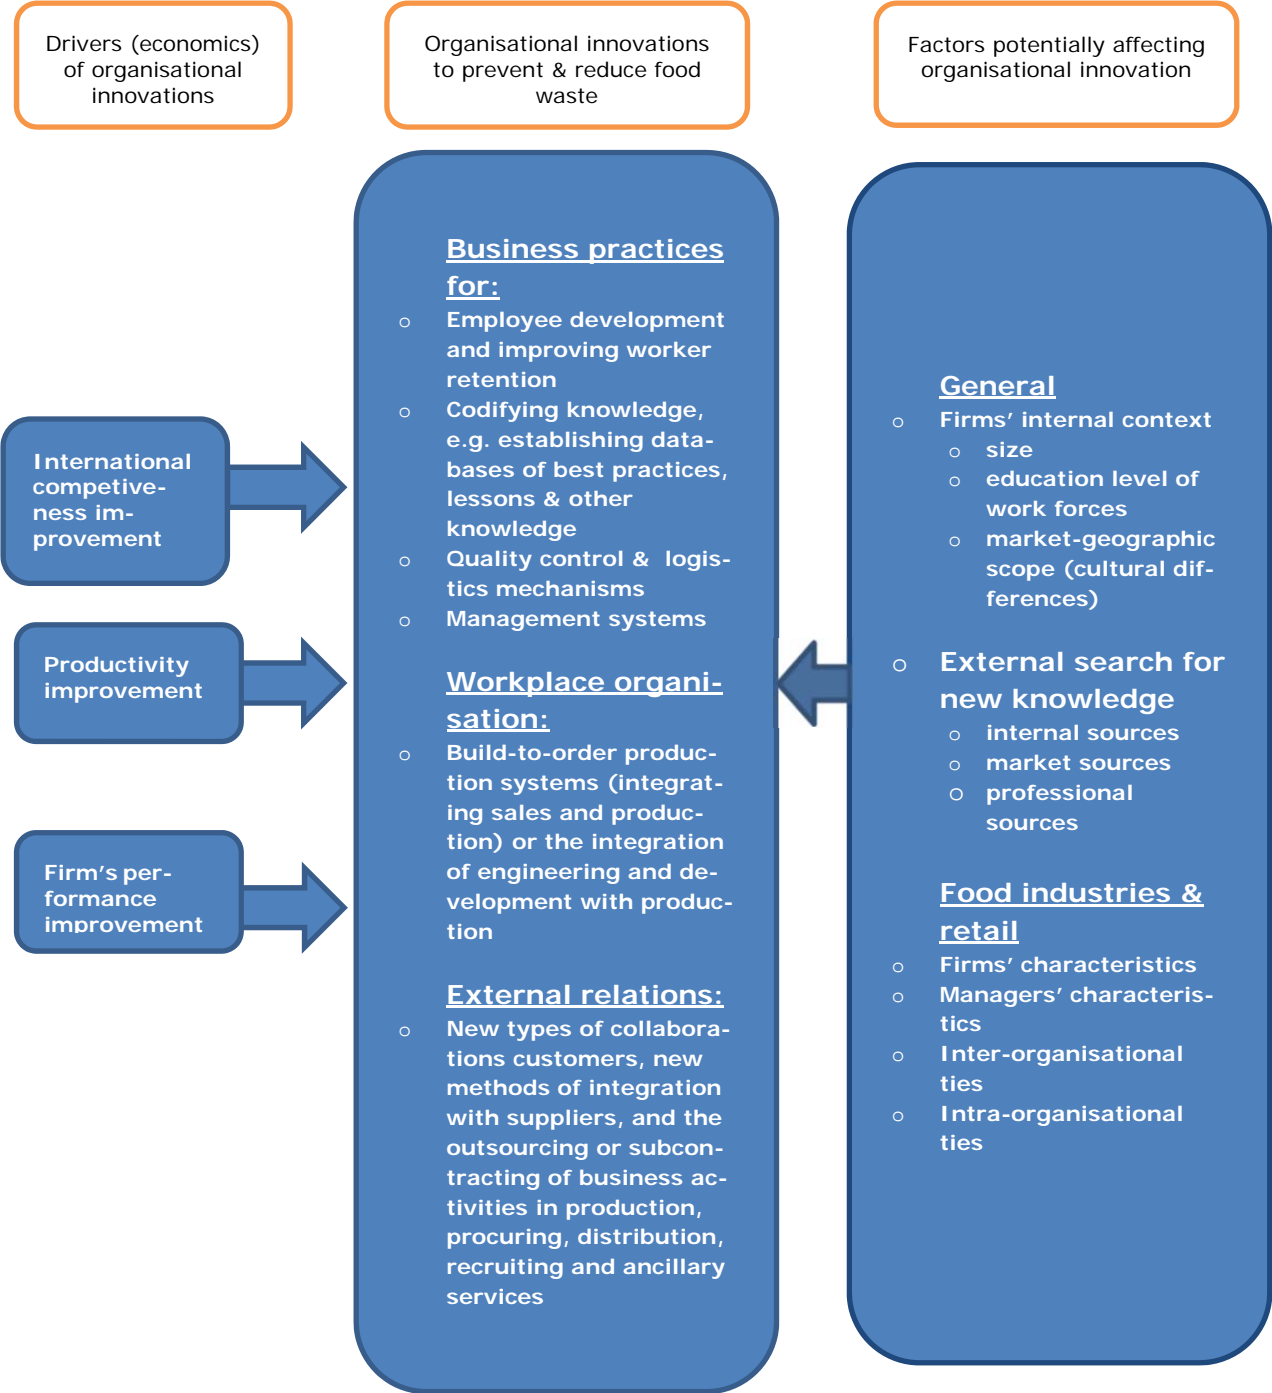 Drivers (economics)
of organisational
innovations
Organisational innovations
to prevent & reduce food
waste
Factors potentially affecting
organisational innovation
International
competive-
ness im-
provement
Productivity
improvement
Firm's per-
formance
improvement
Business practices
for:
o Employee development
and improving worker
retention
o Codifying knowledge,
e.g. establishing data-
bases of best practices,
lessons & other
knowledge
o Quality control & logis-
tics mechanisms
o Management systems
Workplace organi-
sation:
o Build-to-order produc-
tion systems (integrat-
ing sales and produc-
tion) or the integration
of engineering and de-
velopment with produc-
tion
External relations:
o New types of collabora-
tions customers, new
methods of integration
with suppliers, and the
outsourcing or subcon-
tracting of business ac-
tivities in production,
procuring, distribution,
recruiting and ancillary
services
General
o Firms' internal context
o size
o education level of
work forces
o market-geographic
scope (cultural dif-
ferences)
o External search for
new knowledge
o internal sources
o market sources
o professional
sources
Food industries &
retail
o Firms' characteristics
o Managers' characteris-
tics
o Inter-organisational
ties
o Intra-organisational
ties